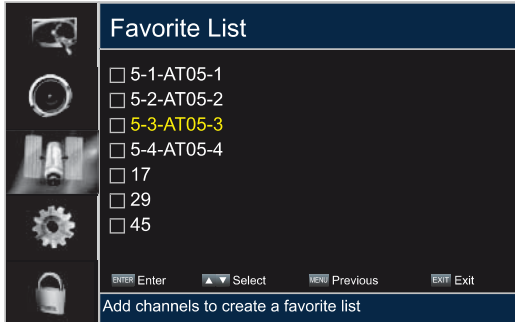 Favorite List
5-1-AT05-1
5-2-AT05-2
5-3-AT05-3
5-4-AT05-4
17
29
45
ENTER Enter ▲ ▼ Select MENU Previous EXIT Exit
Add channels to create a favorite list